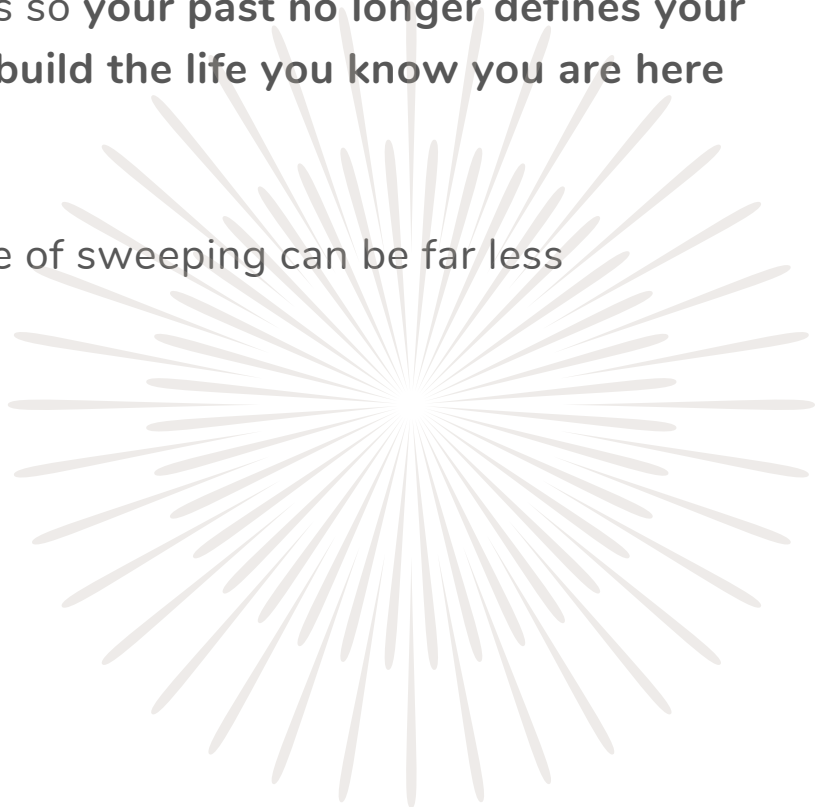 s so your past no longer defines your
build the life you know you are here
e of sweeping can be far less